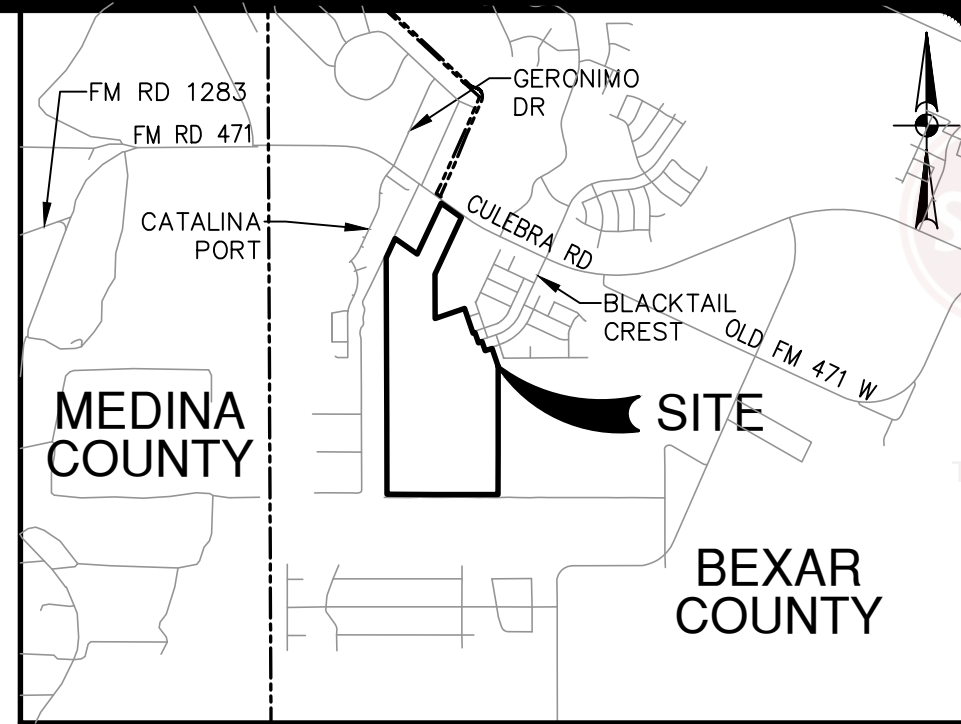 GERONIMO
DR
FM RD 1283
FM RD 471
CATALINA
PORT
CULEBRA RD
BLACKTAIL
CREST
OLD FM 471 W
SITE
MEDINA
COUNTY
BEXAR
COUNTY